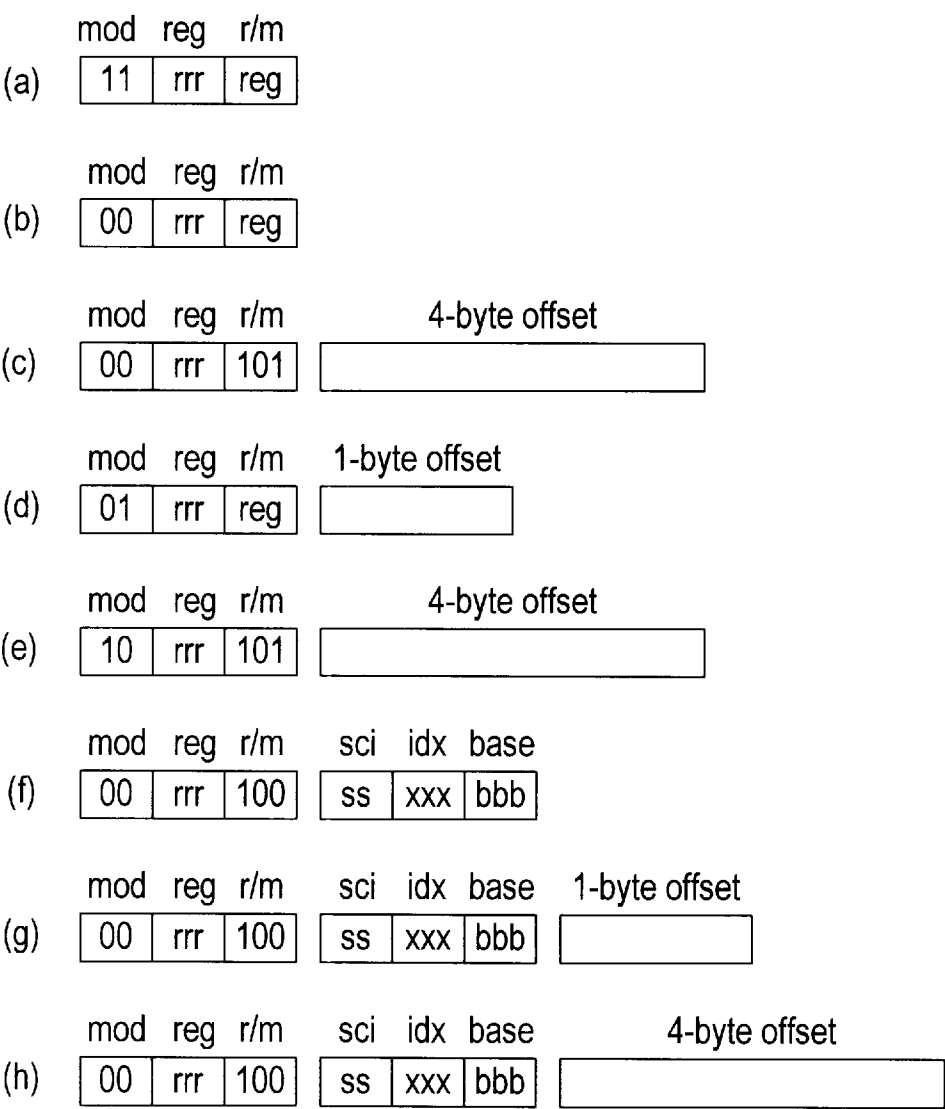 mod reg r/m
(a) 11 rrr reg
mod reg r/m
(b) 00 rrr reg
mod reg r/m 4-byte offset
(c) 00 rrr 101
mod reg r/m 1-byte offset
(d) 01 rrr reg
mod reg r/m 4-byte offset
(e) 10 rrr 101
mod reg r/m sci idx base
(f) 00 rrr 100 ss xxx bbb
mod reg r/m sci idx base 1-byte offset
(g) 00 rrr 100 ss xxx bbb
mod reg r/m sci idx base 4-byte offset
(h) 00 rrr 100 ss xxx bbb